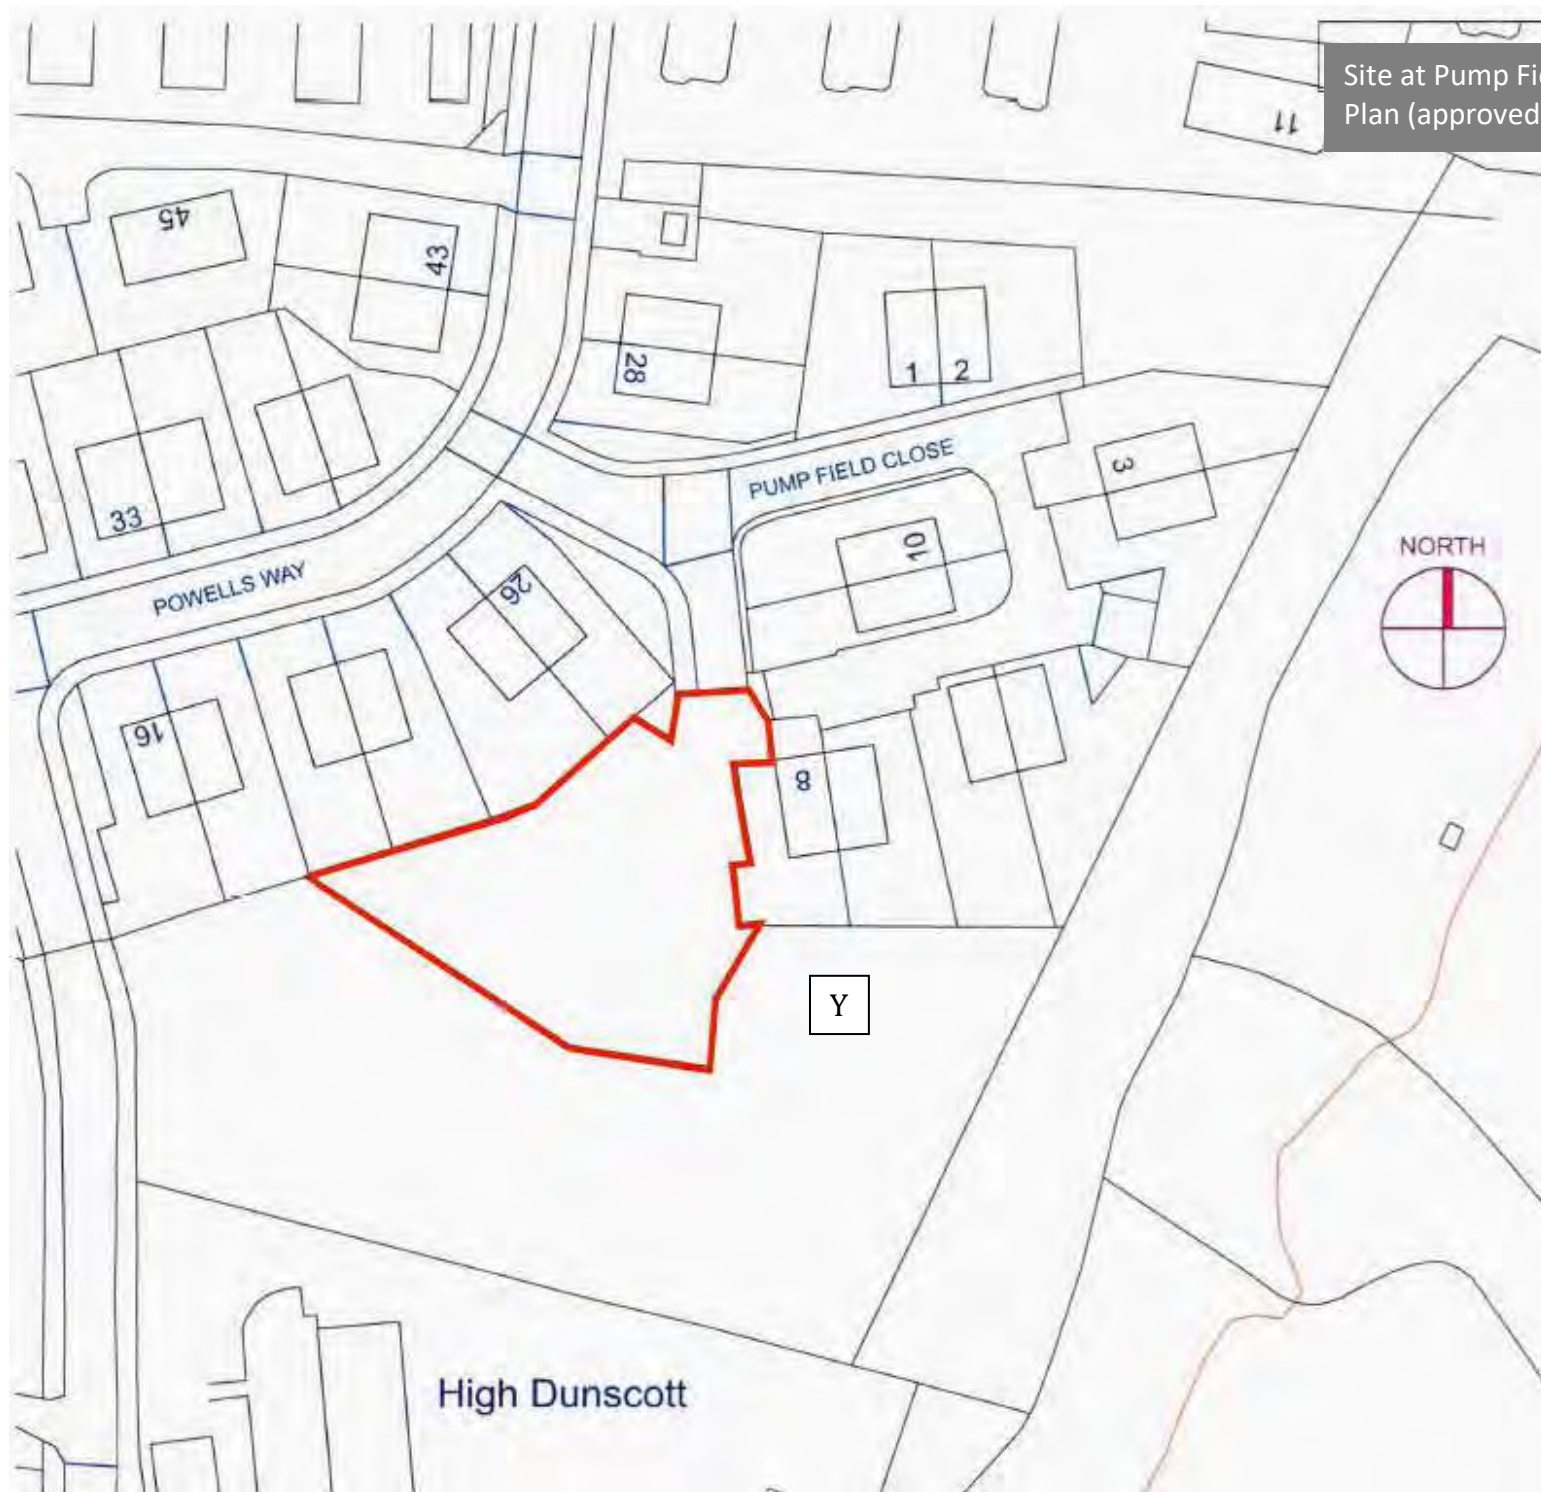 Site at Pump Fi
Plan (approved
11
45
43
28
1
2
PUMP FIELD CLOSE
3
33
10
NORTH
POWELLS WAY
26
16
8
Y
High Dunscott